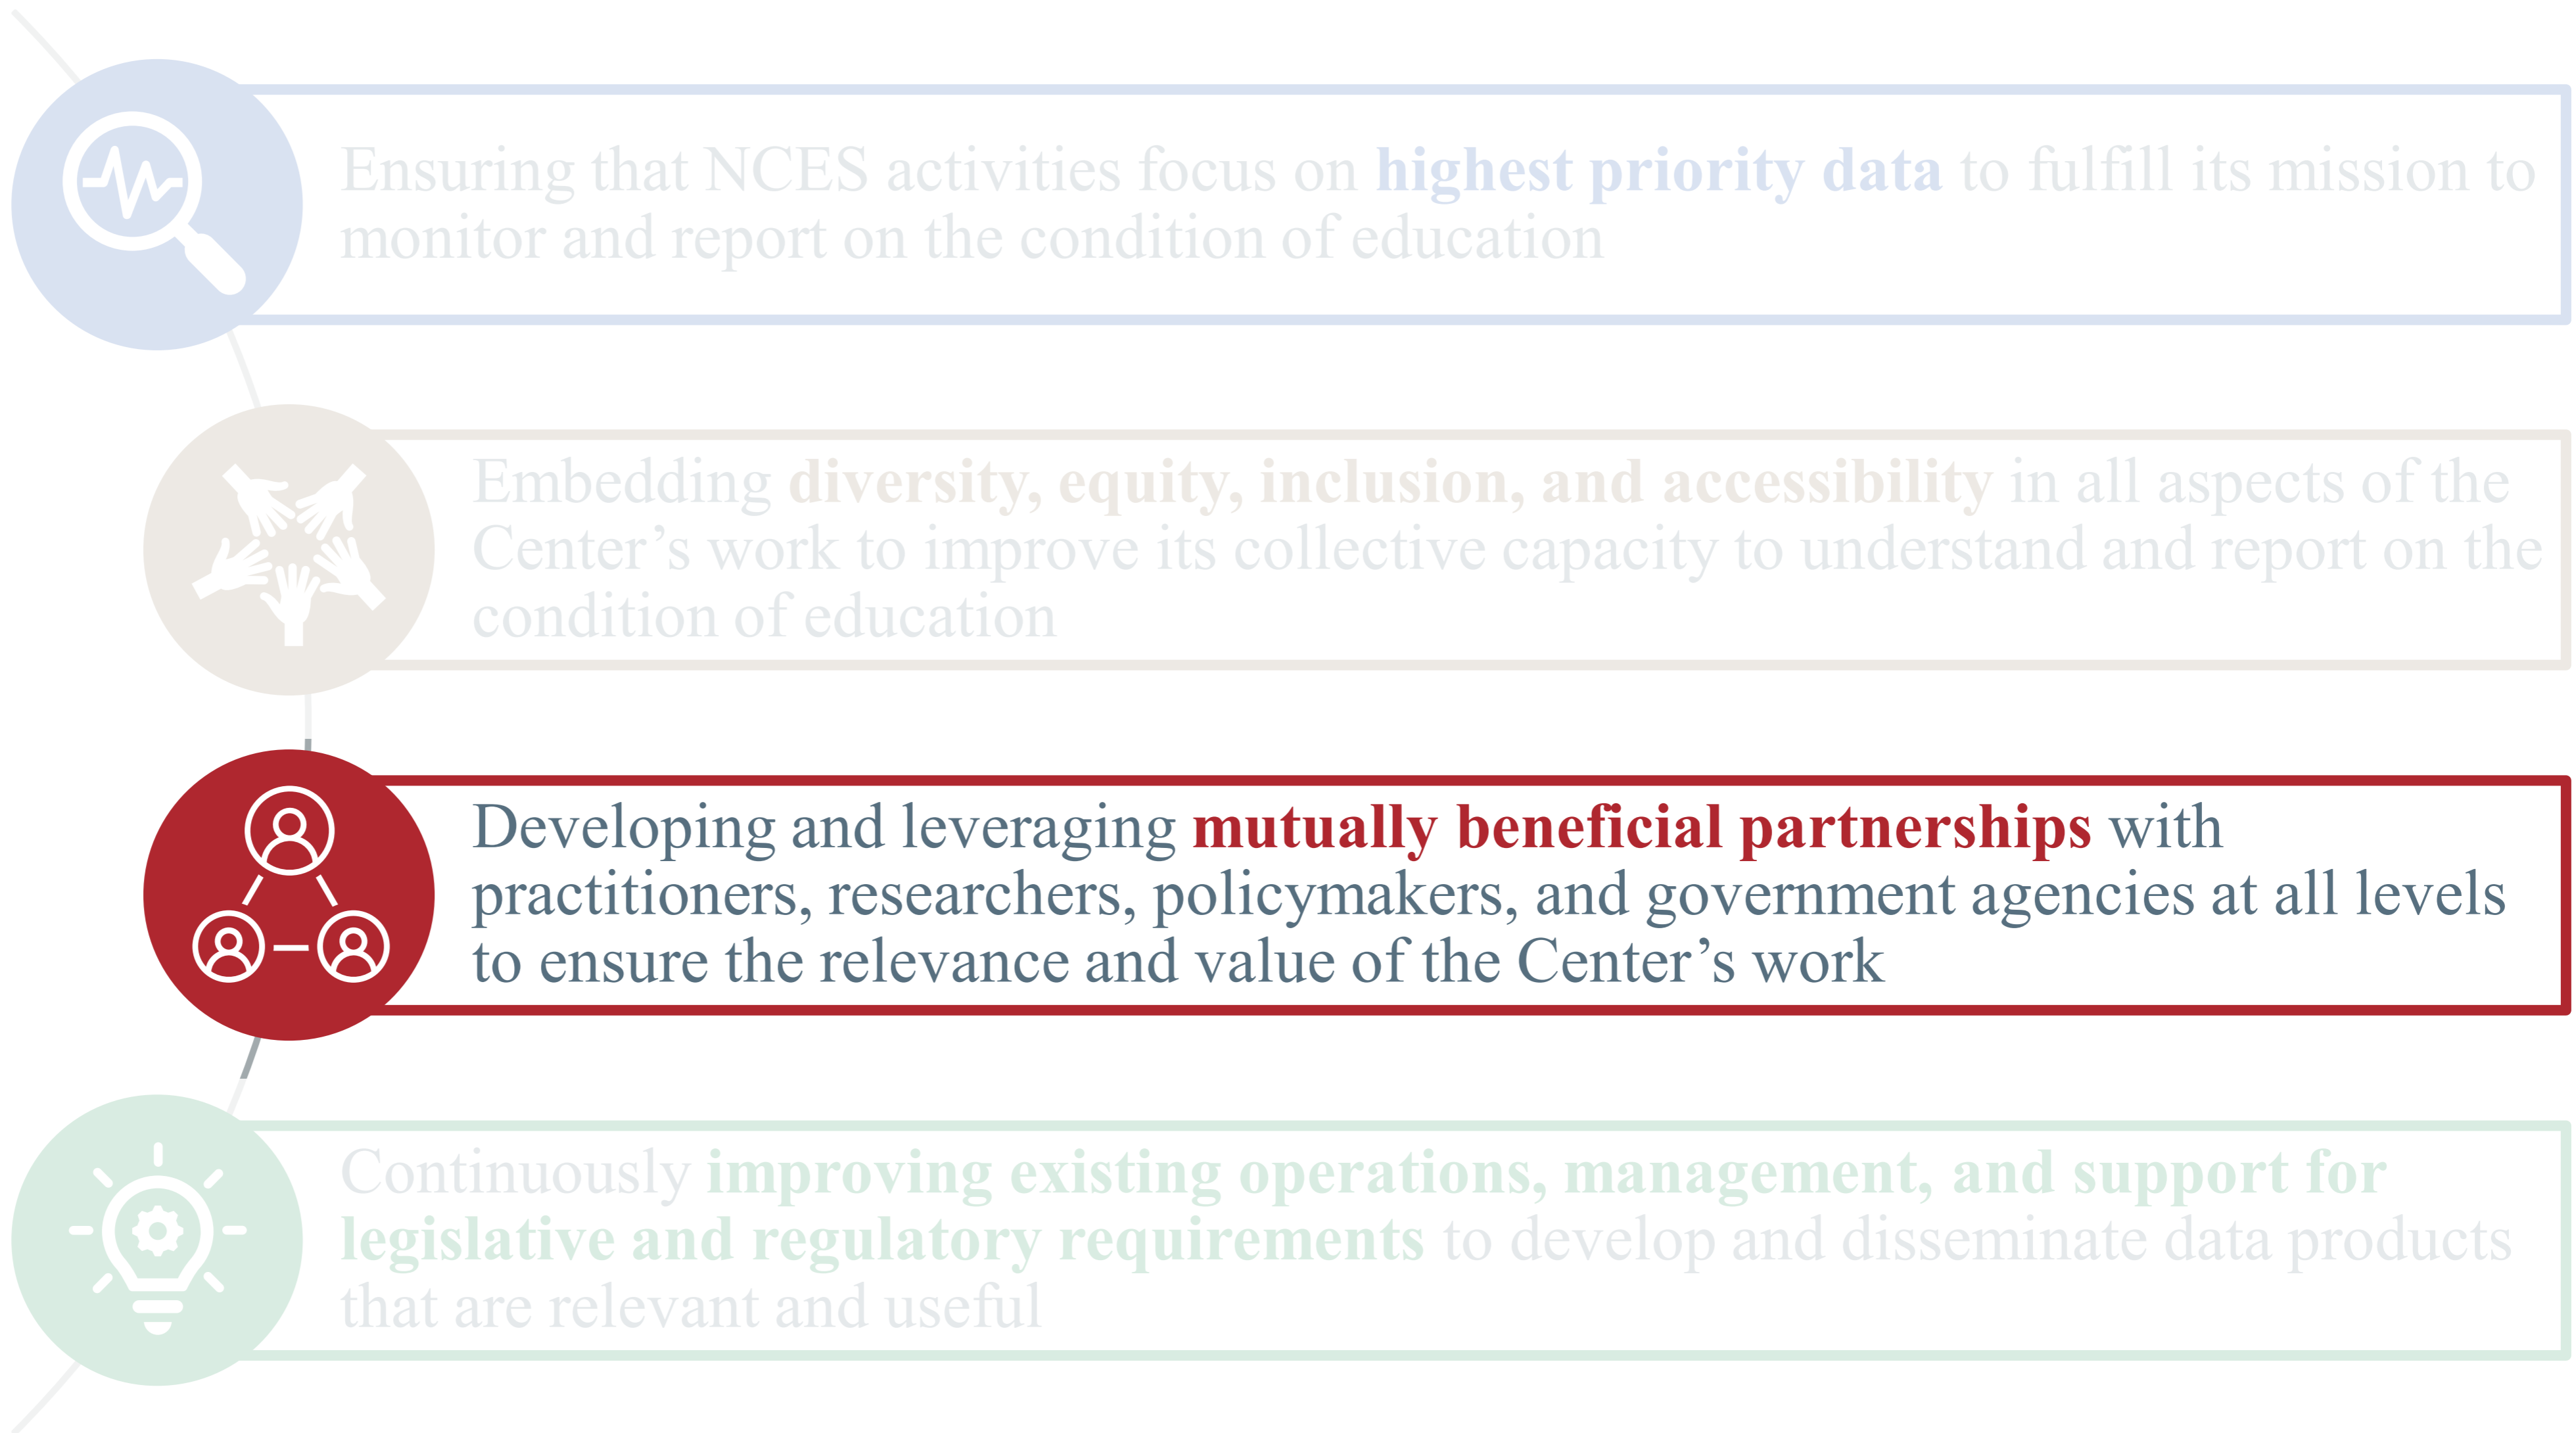 Ensuring that NCES activities focus on highest priority data to fulfill its mission to
monitor and report on the condition of education
Embedding diversity, equity, inclusion, and accessibility in all aspects of the
Center’s work to improve its collective capacity to understand and report on the
condition of education
Developing and leveraging mutually beneficial partnerships with
practitioners, researchers, policymakers, and government agencies at all levels
to ensure the relevance and value of the Center’s work
Continuously improving existing operations, management, and support for
legislative and regulatory requirements to develop and disseminate data products
that are relevant and useful